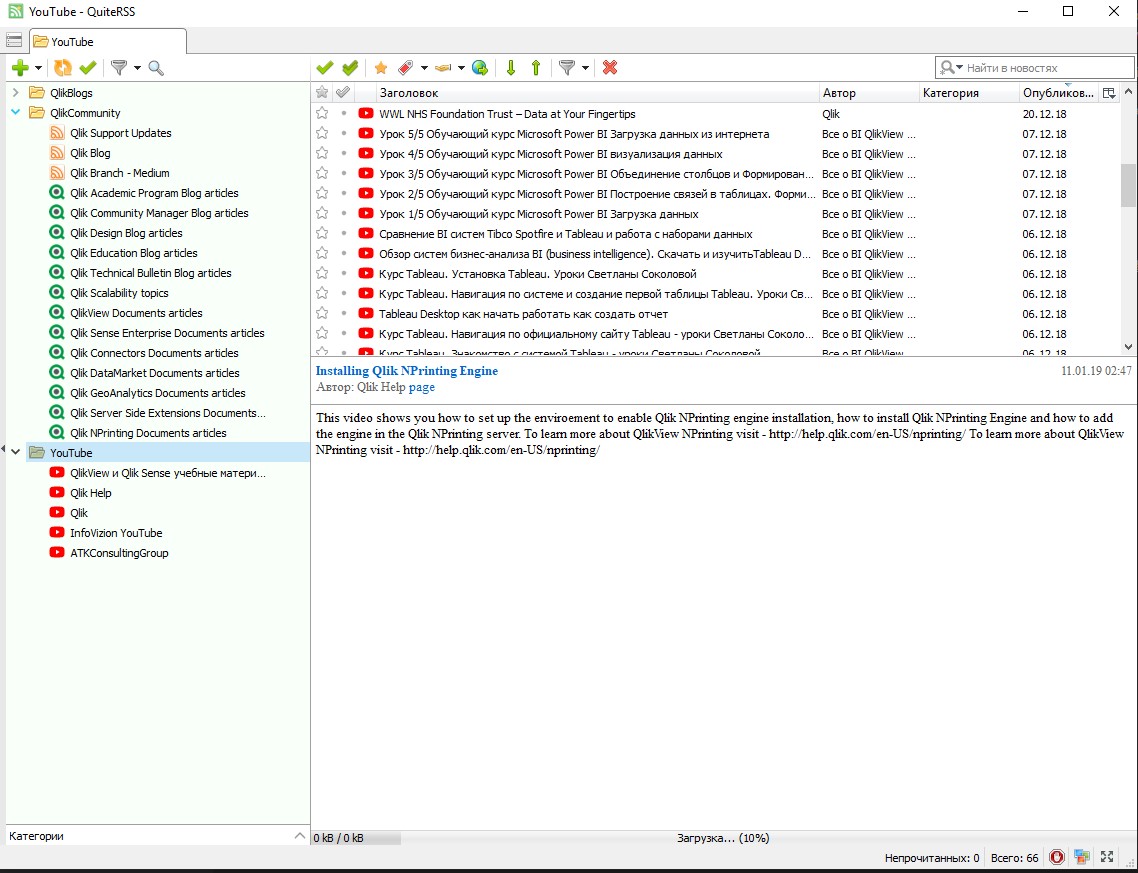 YouTube - QuiteRSS
YouTube
Найти в новостях
QlikBlogs
QlikCommunity
Qlik Support Updates
Qlik Blog
Qlik Branch - Medium
Qlik Academic Program Blog articles
Qlik Community Manager Blog articles
Qlik Design Blog articles
Qlik Education Blog articles
Qlik Technical Bulletin Blog articles
Qlik Scalability topics
QlikView Documents articles
Qlik Sense Enterprise Documents articles
Qlik Connectors Documents articles
Qlik DataMarket Documents articles
Qlik GeoAnalytics Documents articles
Qlik Server Side Extensions Documents...
Qlik NPrinting Documents articles
YouTube
QlikView и Qlik Sense учебные матери...
Qlik Help
Qlik
InfoVizion YouTube
ATKConsultingGroup
Категории
Заголовок Автор Категория Опубликов...
WWL NHS Foundation Trust – Data at Your Fingertips Qlik 20.12.18
Урок 5/5 Обучающий курс Microsoft Power BI Загрузка данных из интернета Все о BI QlikView ... 07.12.18
Урок 4/5 Обучающий курс Microsoft Power BI визуализация данных Все о BI QlikView ... 07.12.18
Урок 3/5 Обучающий курс Microsoft Power BI Объединение столбцов и Формирован... Все о BI QlikView ... 07.12.18
Урок 2/5 Обучающий курс Microsoft Power BI Построение связей в таблицах. Форми... Все о BI QlikView ... 07.12.18
Урок 1/5 Обучающий курс Microsoft Power BI Загрузка данных Все о BI QlikView ... 07.12.18
Сравнение BI систем Tibco Spotfire и Tableau и работа с наборами данных Все о BI QlikView ... 06.12.18
Обзор систем бизнес-анализа BI (business intelligence). Скачать и изучитьTableau D... Все о BI QlikView ... 06.12.18
Курс Tableau. Установка Tableau. Уроки Светланы Соколовой Все о BI QlikView ... 06.12.18
Курс Tableau. Навигация по системе и создание первой таблицы Tableau. Уроки Св... Все о BI QlikView ... 06.12.18
Tableau Desktop как начать работать как создать отчет Все о BI QlikView ... 06.12.18
Курс Tableau. Навигация по официальному сайту Tableau - уроки Светланы Соколо... Все о BI QlikView ... 06.12.18
Курс Tableau. Знакомство с системой Tableau - уроки Светланы Соколовой Все о BI QlikView ... 06.12.18
Installing Qlik NPrinting Engine 11.01.19 02:47
Автор: Qlik Help page
This video shows you how to set up the enviroement to enable Qlik NPrinting engine installation, how to install Qlik NPrinting Engine and how to add
the engine in the Qlik NPrinting server. To learn more about QlikView NPrinting visit - http://help.qlik.com/en-US/nprinting/ To learn more about QlikView
NPrinting visit - http://help.qlik.com/en-US/nprinting/
0 kB / 0 kB Загрузка... (10%)
Непрочитанных: 0 Всего: 66